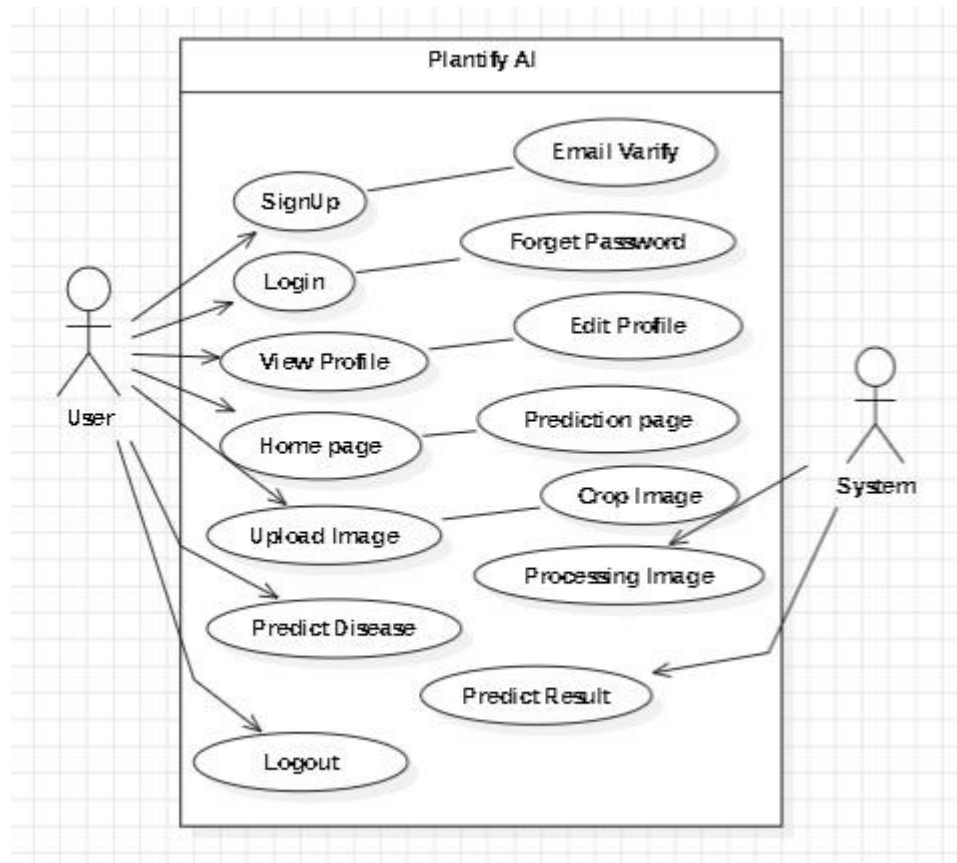 Plantify AI
Email Varify
SignUp
Forget Password
Login
Edit Profile
View Profile
User
Prediction page
Home page
System
Crop Image
Upload Image
Processing Image
Predict Disease
Predict Result
Logout